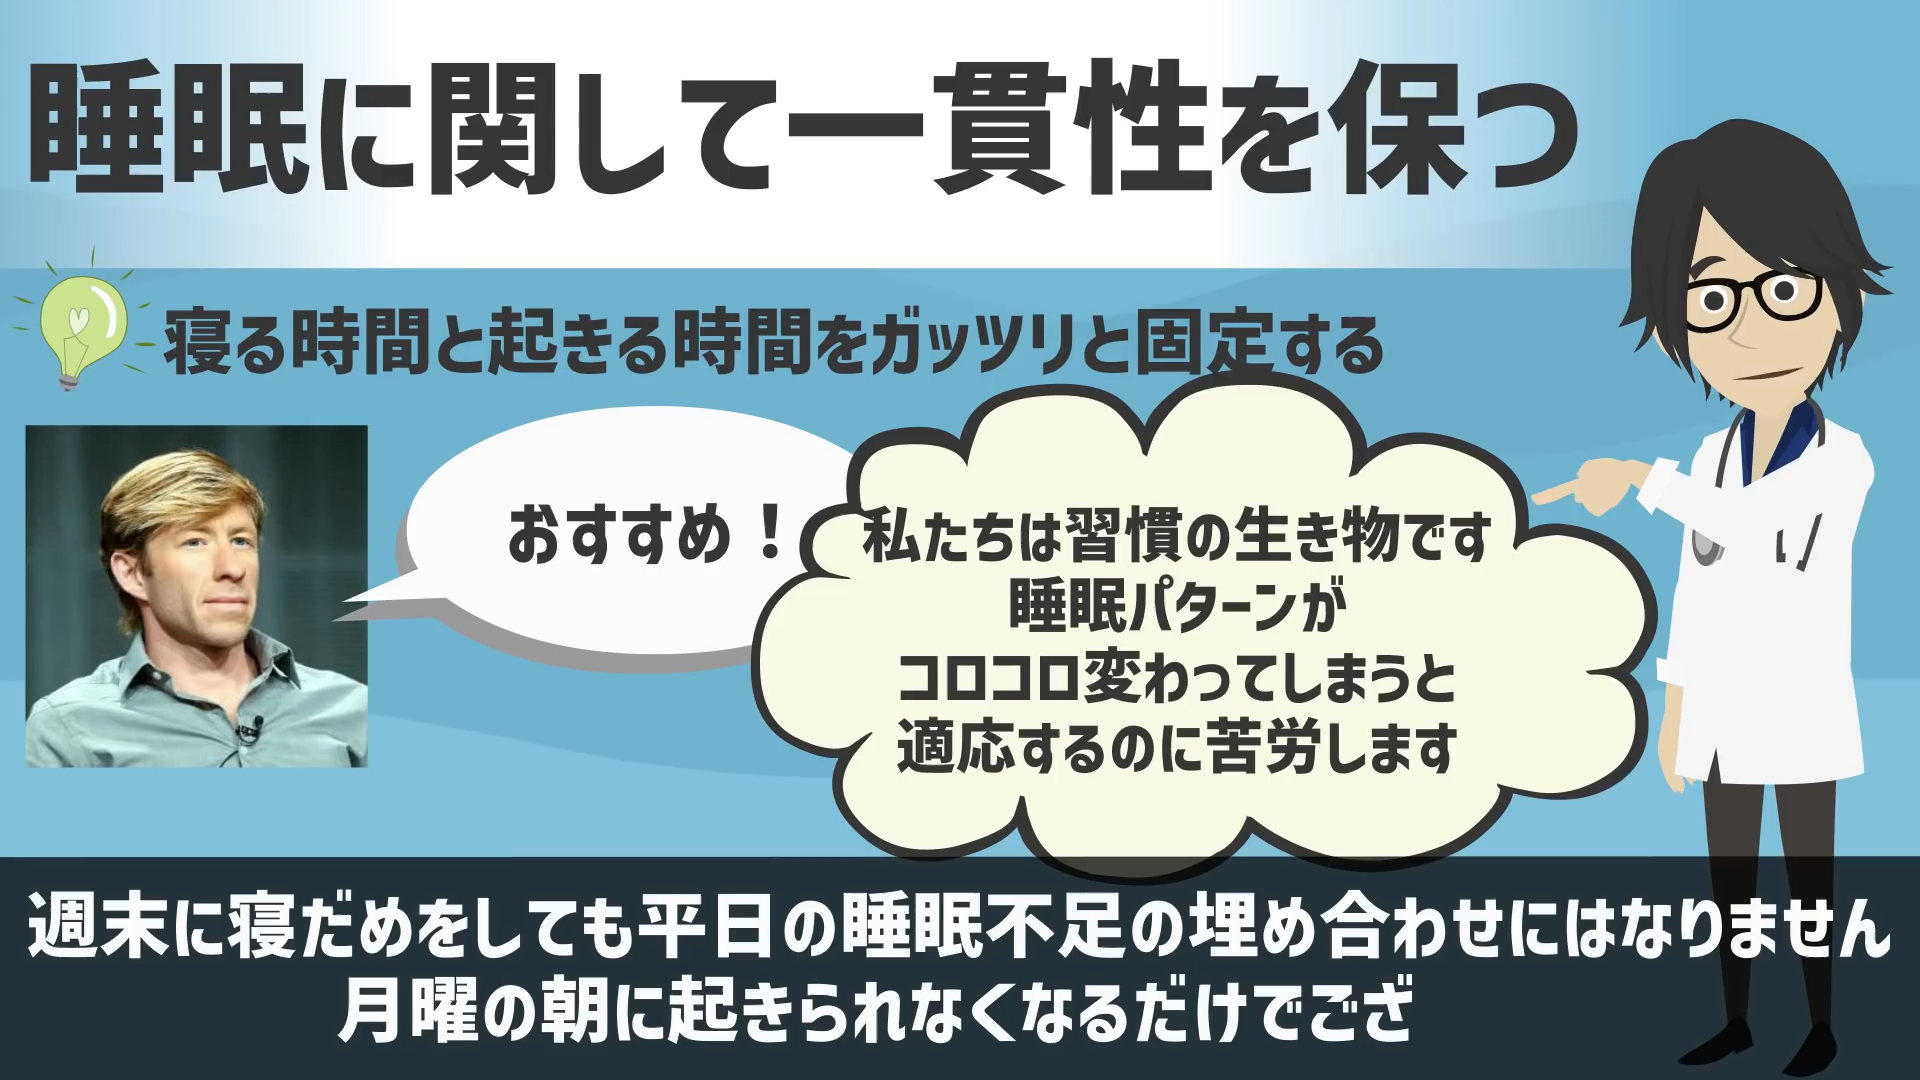 睡眠に関して一貫性を保つ
寝る時間と起きる時間をガッツリと固定する
おすすめ！
私たちは習慣の生き物です
睡眠パターンが
コロコロ変わってしまうと
適応するのに苦労します
週末に寝だめをしても平日の睡眠不足の埋め合わせにはなりません
月曜の朝に起きられなくなるだけでござ